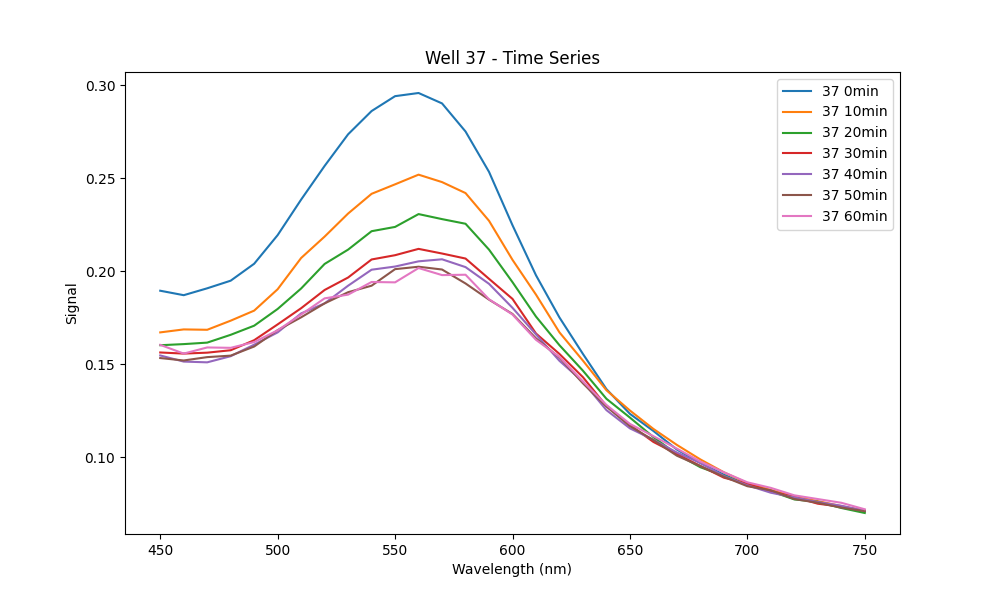 Well 37 - Time Series
0.30
0.25
0.20
0.15
0.10
Signal
450 500 550 600 650 700 750
Wavelength (nm)
37 0min
37 10min
37 20min
37 30min
37 40min
37 50min
37 60min